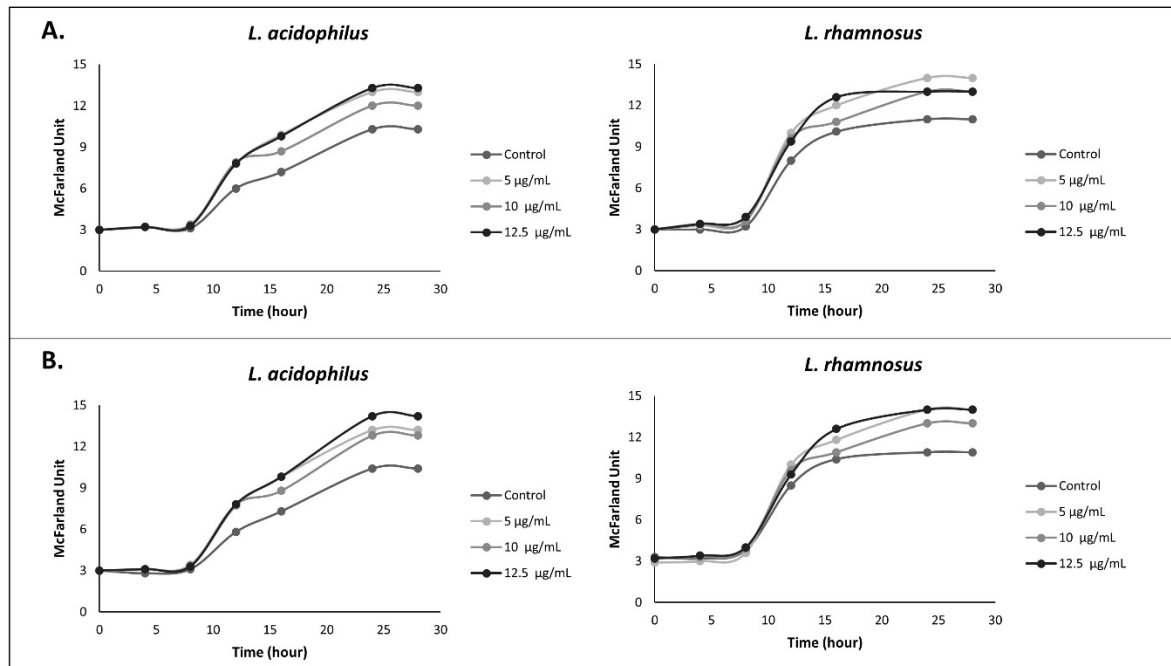 A.
L. acidophilus
15
12
9
6
3
0
McFarland Unit
0 5 10 15 20 25 30
Time (hour)
Control
5 µg/mL
10 µg/mL
12.5 µg/mL
L. rhamnosus
15
12
9
6
3
0
McFarland Unit
0 5 10 15 20 25 30
Time (hour)
Control
5 µg/mL
10 µg/mL
12.5 µg/mL
B.
L. acidophilus
15
12
9
6
3
0
McFarland Unit
0 5 10 15 20 25 30
Time (hour)
Control
5 µg/mL
10 µg/mL
12.5 µg/mL
L. rhamnosus
15
12
9
6
3
0
McFarland Unit
0 5 10 15 20 25 30
Time (hour)
Control
5 µg/mL
10 µg/mL
12.5 µg/mL